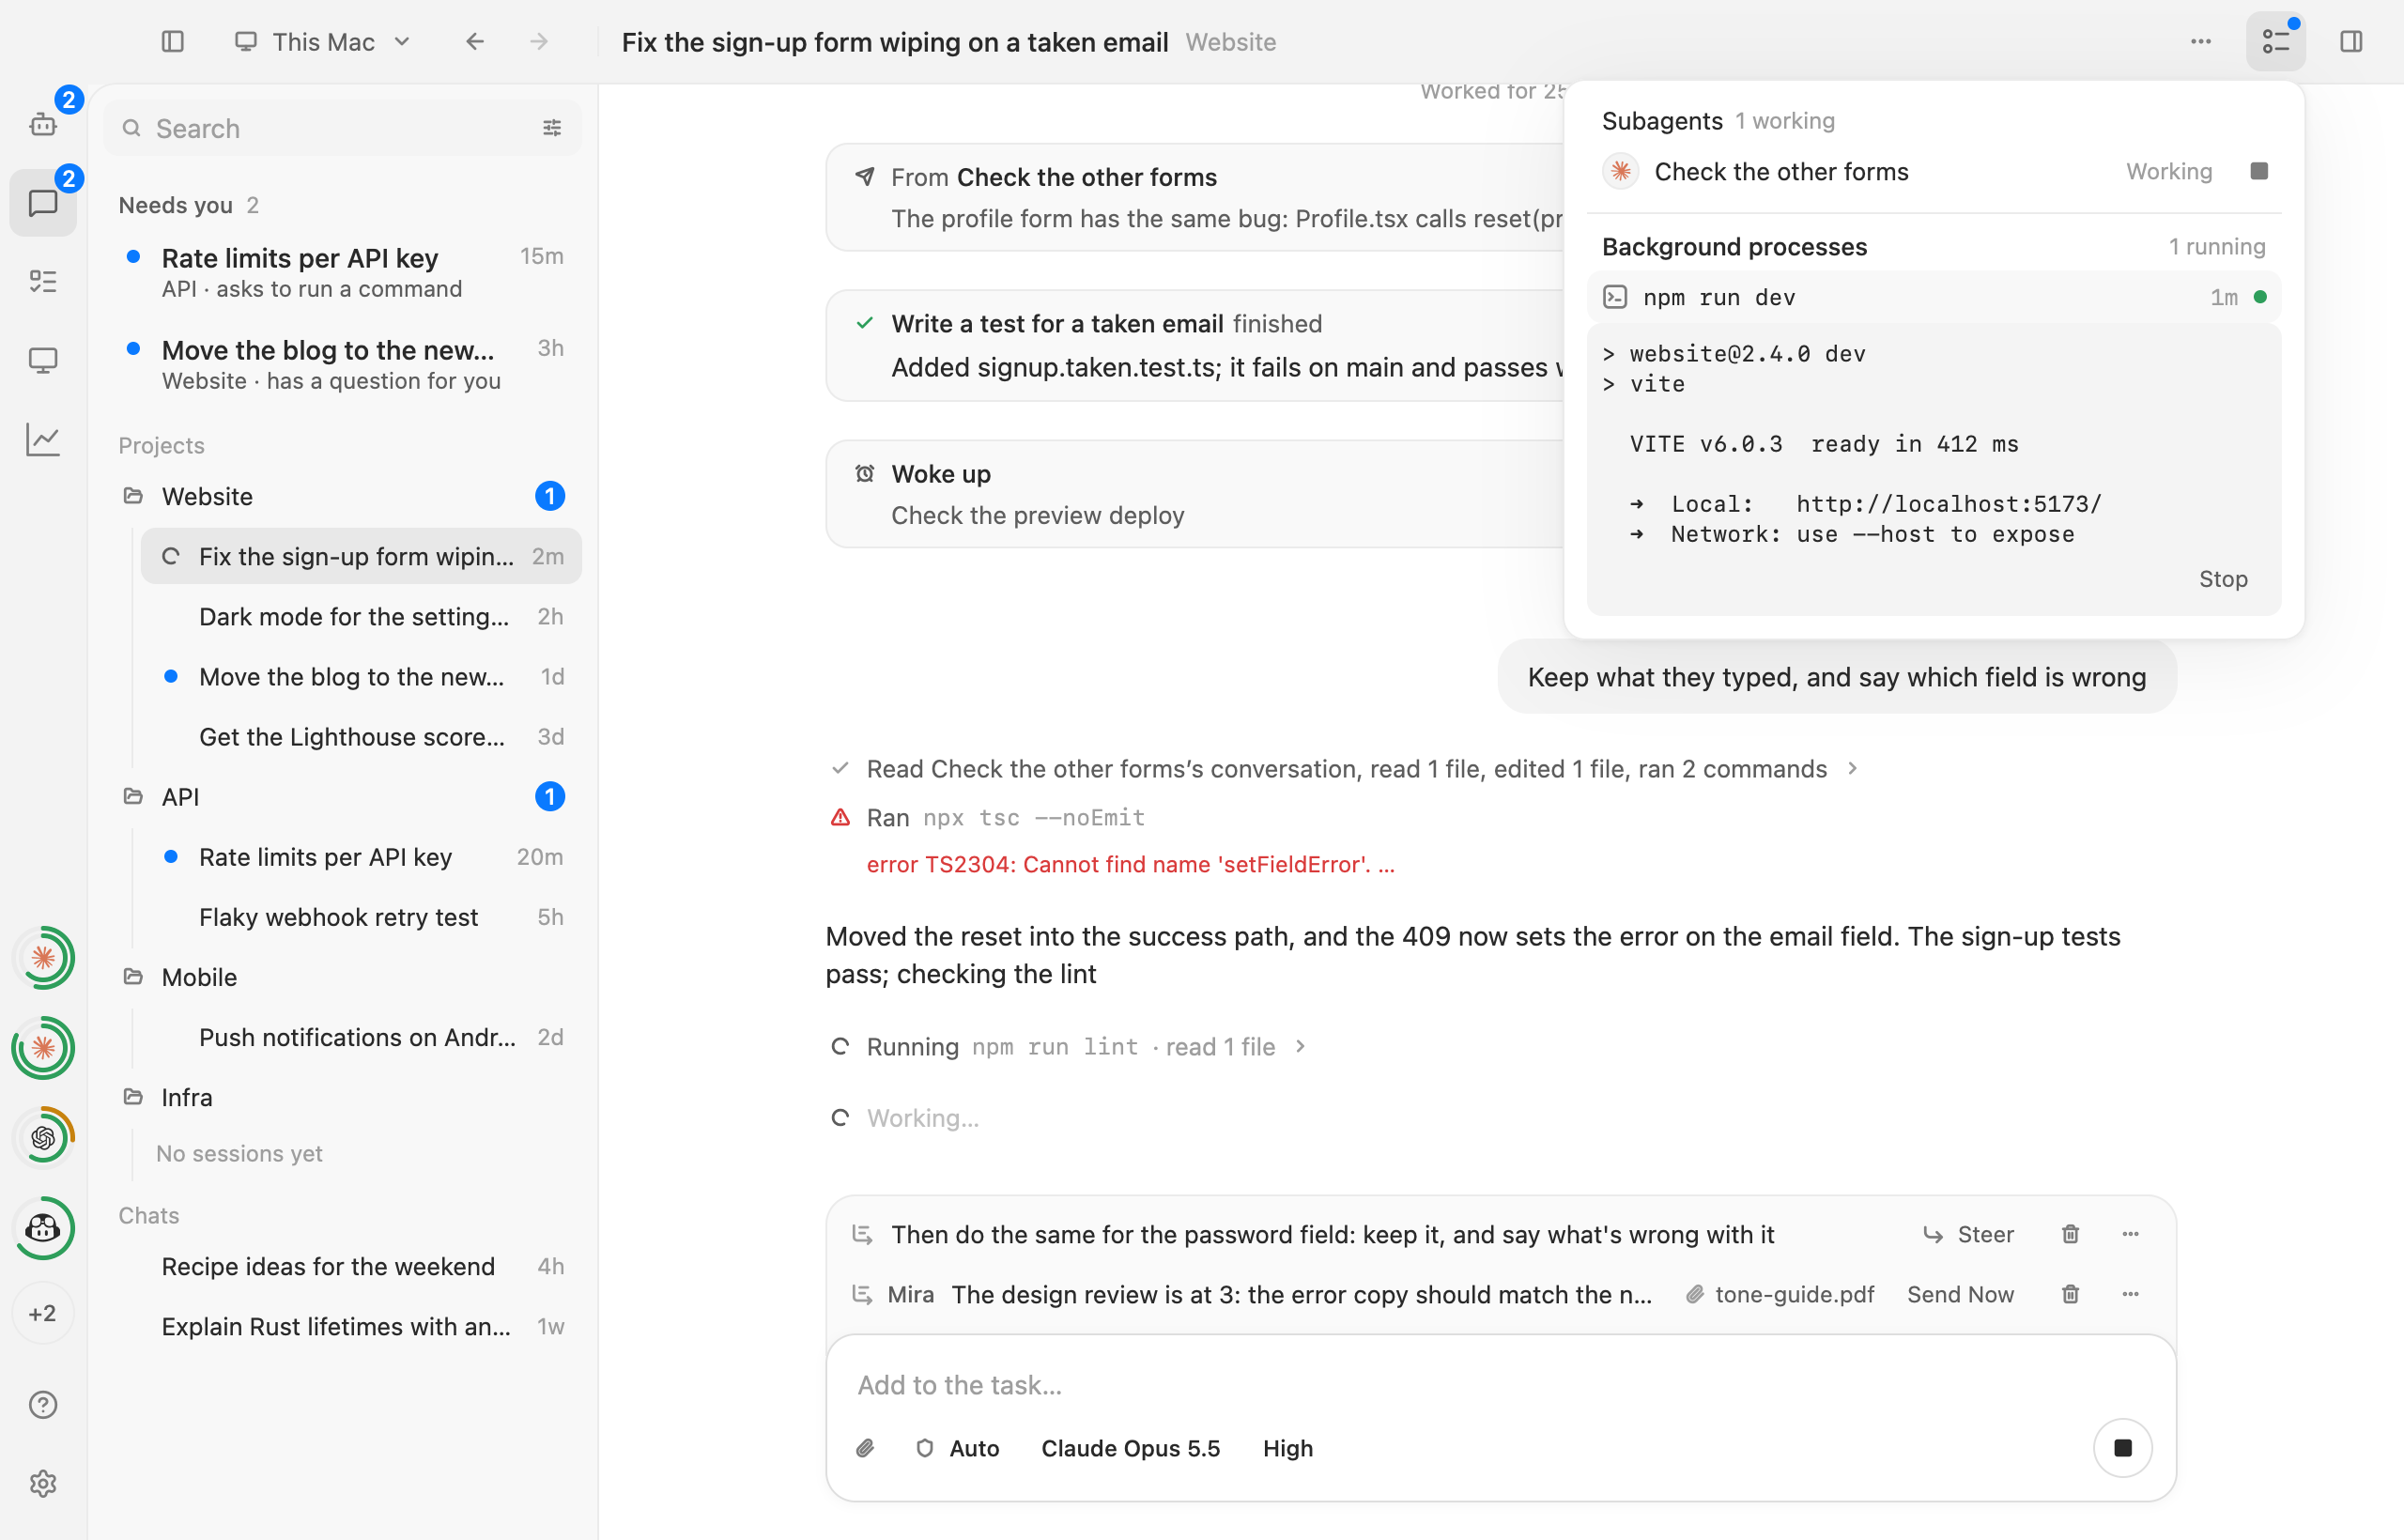 This Mac
Fix the sign-up form wiping on a taken email Website
2
2
Search
Needs you 2
Rate limits per API key 15m
API · asks to run a command
Move the blog to the new... 3h
Website · has a question for you
Projects
Website 1
Fix the sign-up form wipin... 2m
Dark mode for the setting... 2h
Move the blog to the new... 1d
Get the Lighthouse score... 3d
API 1
Rate limits per API key 20m
Flaky webhook retry test 5h
Mobile
Push notifications on Andr... 2d
Infra
No sessions yet
Chats
Recipe ideas for the weekend 4h
Explain Rust lifetimes with an... 1w
+2
Worked for 25
From Check the other forms
The profile form has the same bug: Profile.tsx calls reset(pr
Write a test for a taken email finished
Added signup.taken.test.ts; it fails on main and passes
Woke up
Check the preview deploy
Subagents 1 working
Check the other forms Working
Background processes 1 running
npm run dev 1m
> website@2.4.0 dev
> vite
VITE v6.0.3 ready in 412 ms
➜ Local: http://localhost:5173/
➜ Network: use --host to expose
Stop
Keep what they typed, and say which field is wrong
Read Check the other forms’s conversation, read 1 file, edited 1 file, ran 2 commands
Ran npx tsc --noEmit
error TS2304: Cannot find name 'setFieldError'. ...
Moved the reset into the success path, and the 409 now sets the error on the email field. The sign-up tests
pass; checking the lint
Running npm run lint · read 1 file
Working...
Then do the same for the password field: keep it, and say what's wrong with it Steer
Mira The design review is at 3: the error copy should match the n... tone-guide.pdf Send Now
Add to the task...
Auto Claude Opus 5.5 High